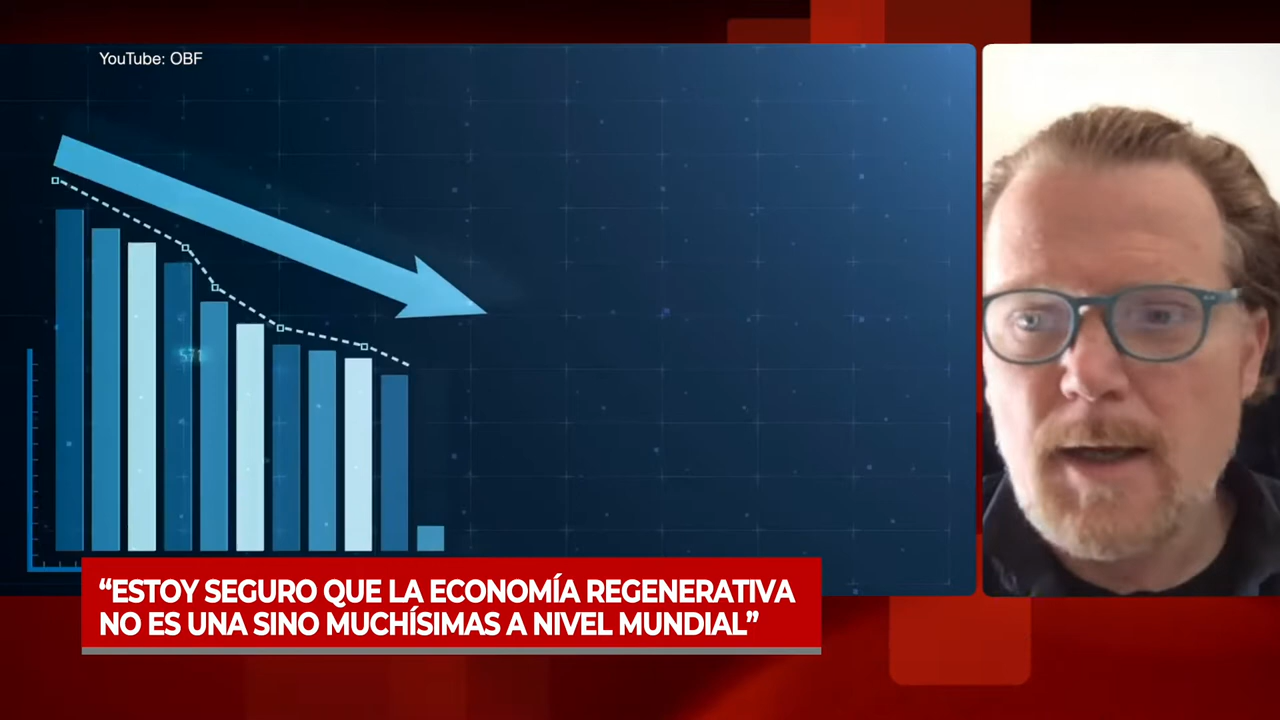 YouTube: OBF
“ESTOY SEGURO QUE LA ECONOMÍA REGENERATIVA
NO ES UNA SINO MUCHÍSIMAS A NIVEL MUNDIAL”